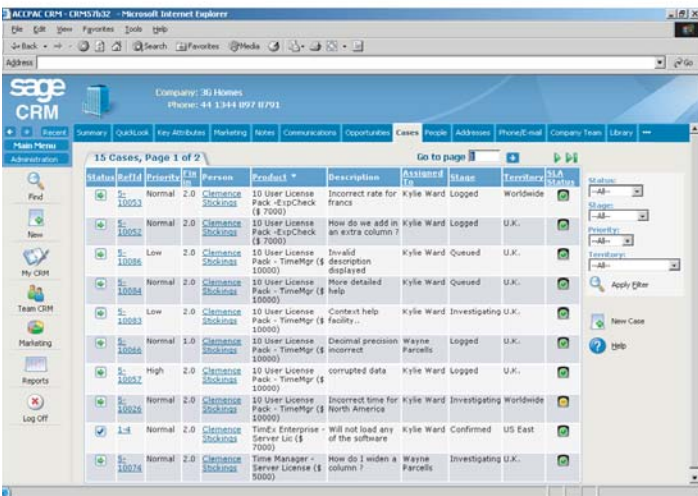 ACCPAC CRM - CRM57b32 - Microsoft Internet Explorer
File Edit View Favorites Tools Help
Back Search Favorites Media
Address Go
sage
CRM
Company: 3G Homes
Phone: 44 1344 897 8791
Recent
Summary QuickLook Key Attributes Marketing Notes Communications Opportunities Cases People Addresses Phone/E-mail Company Team Library
Main Menu
Administration
Find
New
My CRM
Team CRM
Marketing
Reports
Log Off
15 Cases, Page 1 of 2
Go to page 1
Status RefId Priority Fix in Person Product Description Assigned To Stage Territory SLA Status
5-10053 Normal 2.0 Clemence Stickings 10 User License Pack -ExpCheck ($ 7000) Incorrect rate for francs Kylie Ward Logged Worldwide
5-10052 Normal 2.0 Clemence Stickings 10 User License Pack -ExpCheck ($ 7000) How do we add in an extra column ? Kylie Ward Logged U.K.
5-10086 Low 2.0 Clemence Stickings 10 User License Pack - TimeMgr ($ 10000) Invalid description displayed Kylie Ward Queued U.K.
5-10084 Normal 2.0 Clemence Stickings 10 User License Pack - TimeMgr ($ 10000) More detailed help Kylie Ward Queued U.K.
5-10083 Low 2.0 Clemence Stickings 10 User License Pack - TimeMgr ($ 10000) Context help facility... Kylie Ward Investigating U.K.
5-10066 Normal 1.0 Clemence Stickings 10 User License Pack - TimeMgr ($ 10000) Decimal precision incorrect Wayne Parcells Logged U.K.
5-10057 High 2.0 Clemence Stickings 10 User License Pack - TimeMgr ($ 10000) corrupted data Kylie Ward Logged U.K.
5-10026 Normal 2.0 Clemence Stickings 10 User License Pack - TimeMgr ($ 10000) Incorrect time for North America Kylie Ward Investigating Worldwide
1-4 Normal 2.0 Clemence Stickings TimEx Enterprise - Server Lic ($ 7000) Will not load any of the software Kylie Ward Confirmed US East
5-10074 Normal 2.0 Clemence Stickings Time Manager - Server License ($ 5000) How do I widen a column ? Wayne Parcells Investigating U.K.
Status:
--All--
Stage:
--All--
Priority:
--All--
Territory:
--All--
Apply Filter
New Case
Help